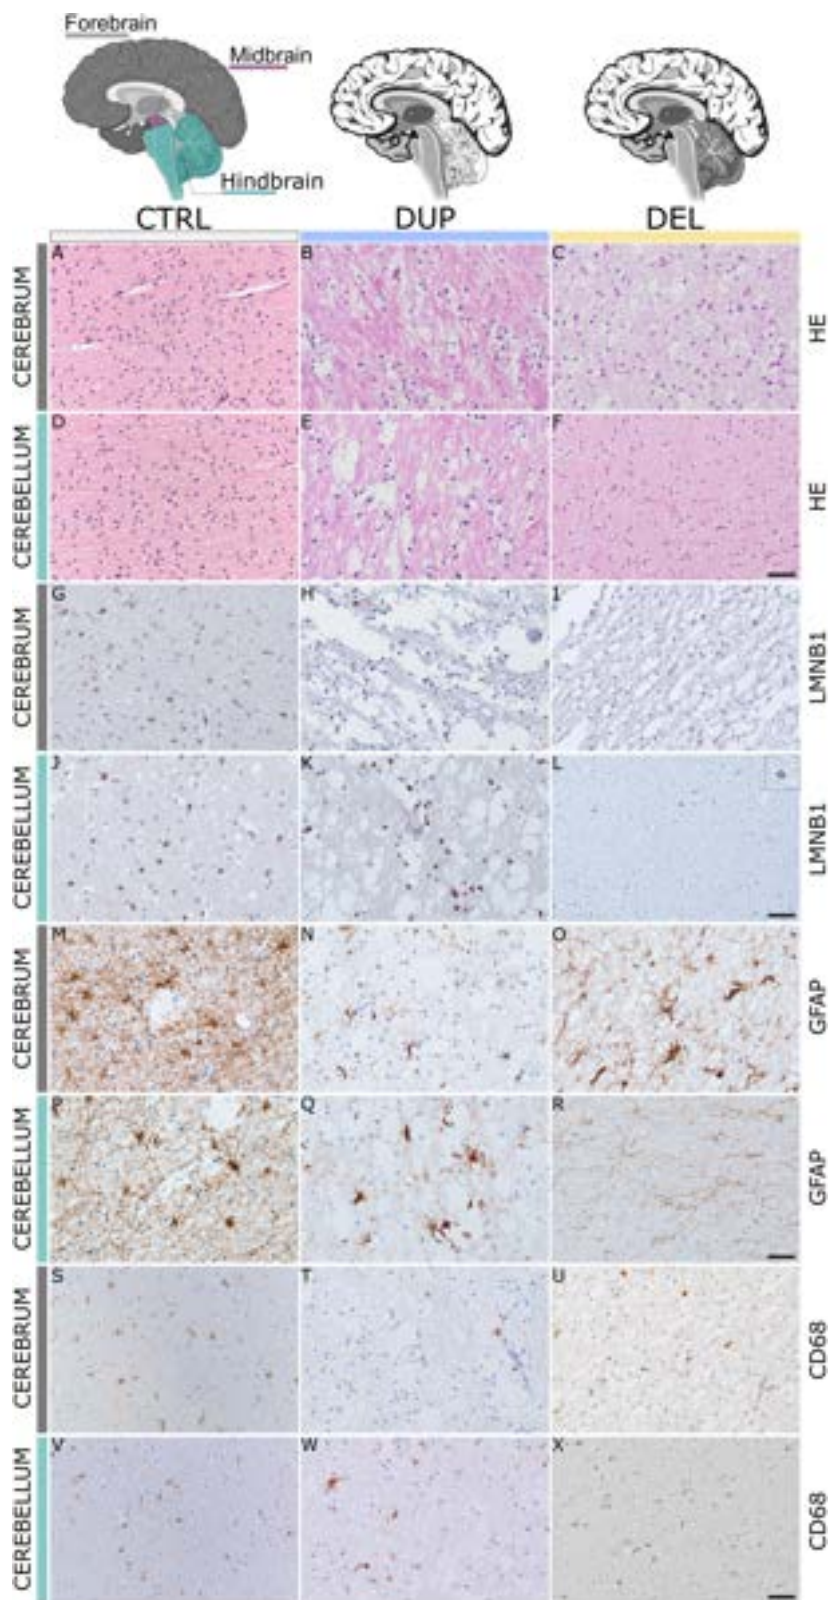 Forebrain
Midbrain
Hindbrain
CTRL DUP DEL
CEREBRUM A B C HE
CEREBELLUM D E F HE
CEREBRUM G H I LMNB1
CEREBELLUM J K L LMNB1
CEREBRUM M N O GFAP
CEREBELLUM P Q R GFAP
CEREBRUM S T U CD68
CEREBELLUM V W X CD68